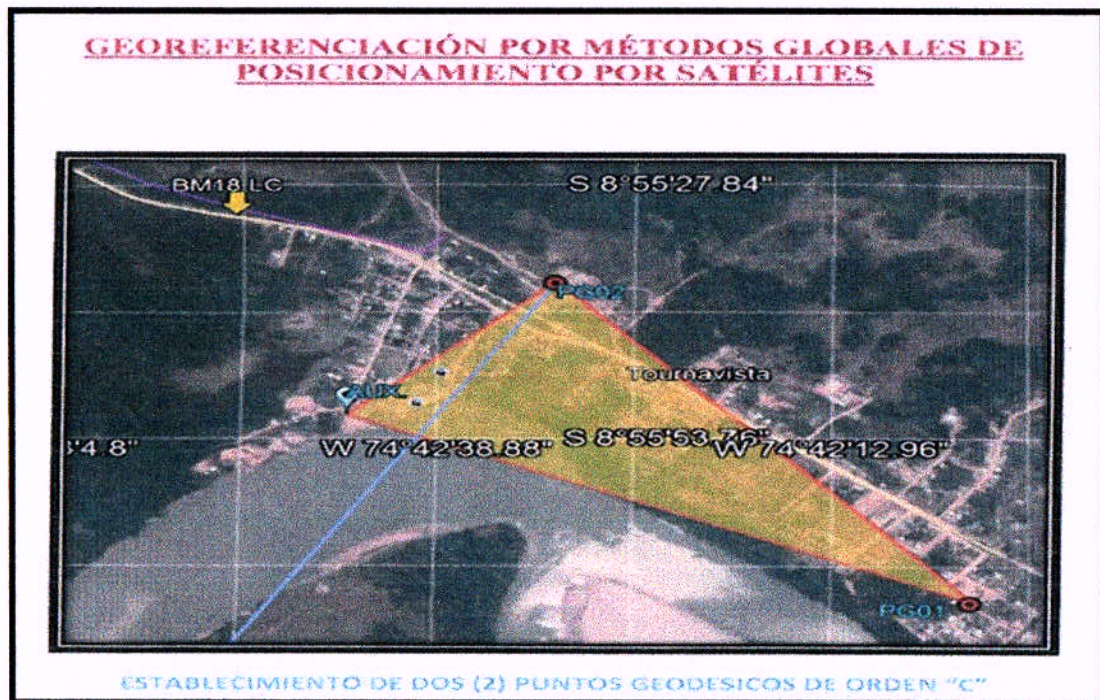 GEOREFERENCIACIÓN POR MÉTODOS GLOBALES DE
POSICIONAMIENTO POR SATÉLITES
BM18 LC
S 8°55'27.84"
PG02
Tournavista
AUX.
4.8"
W 74°42'38.88"
S 8°55'53.76"
W 74°42'12.96"
PG01
ESTABLECIMIENTO DE DOS (2) PUNTOS GEODESICOS DE ORDEN "C"